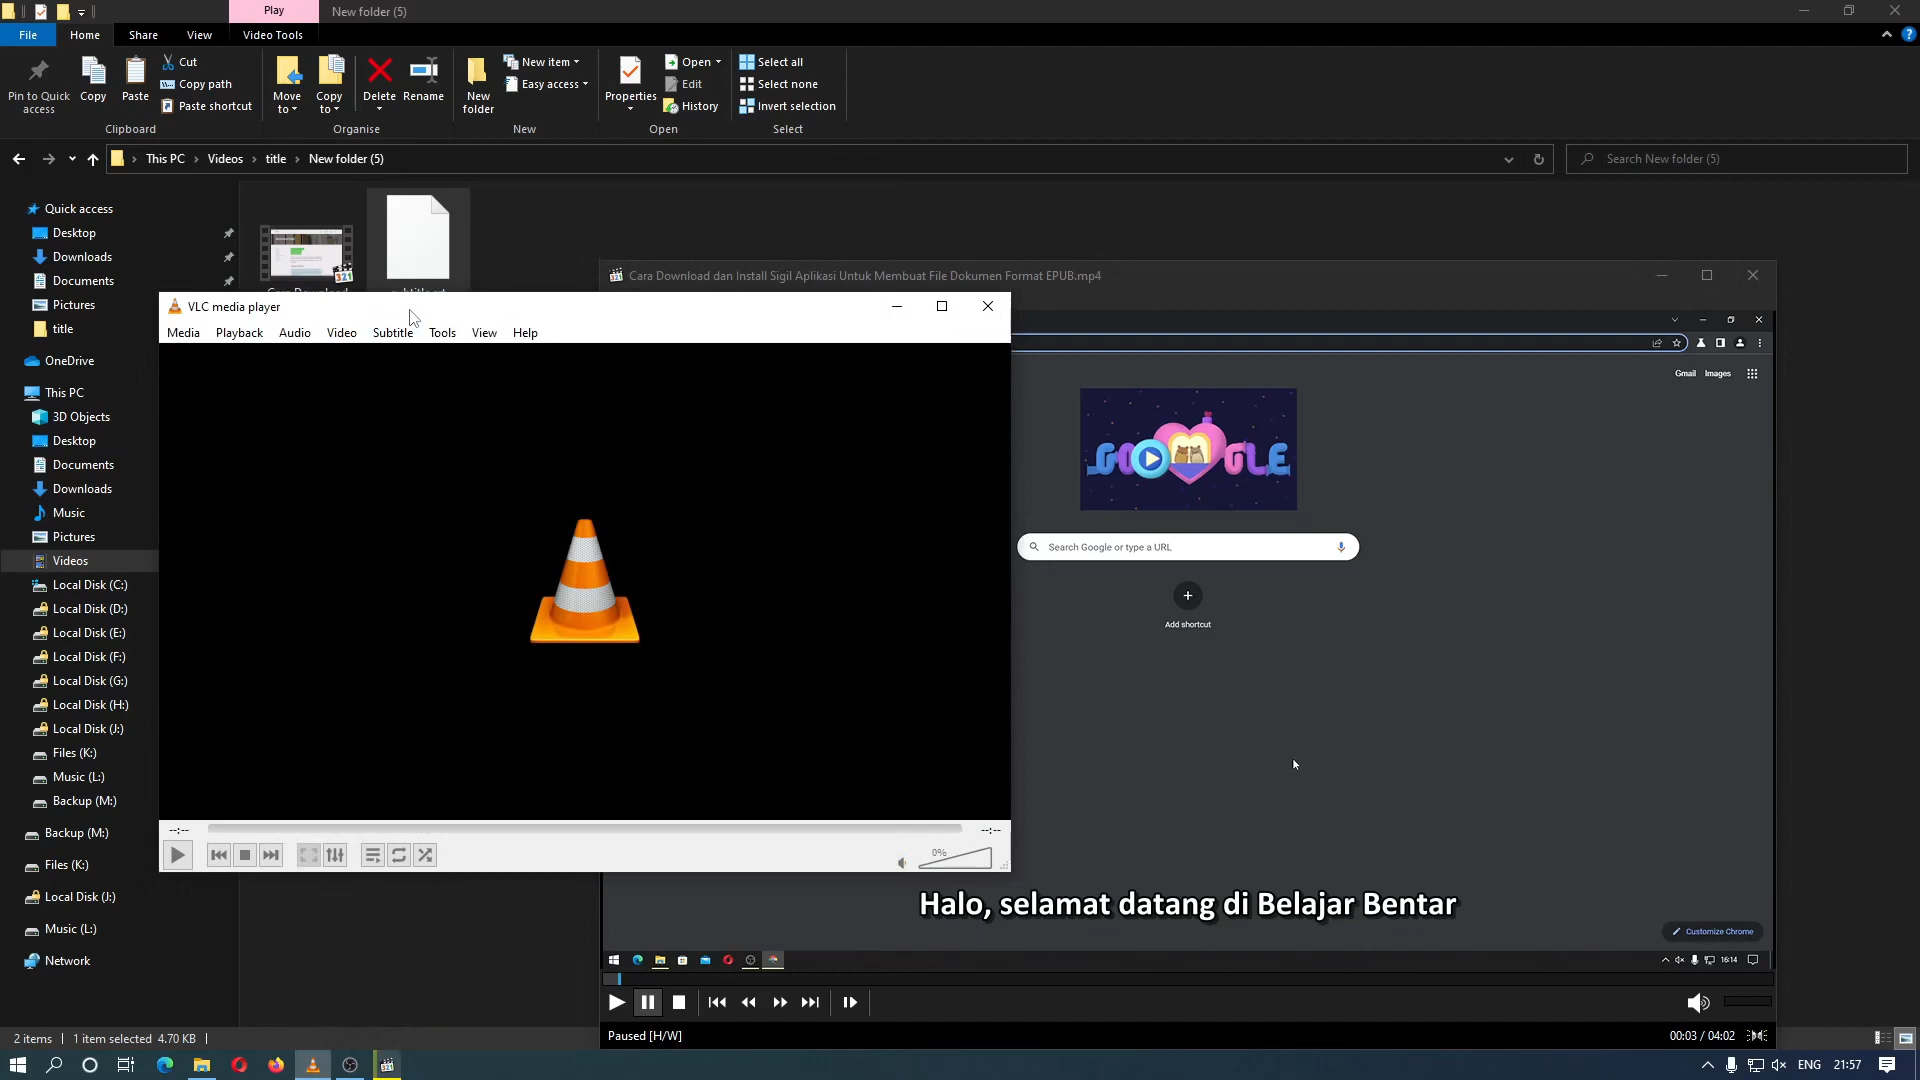 Play
New folder (5)
File
Home
Share
View
Video Tools
Pin to Quick access
Copy
Paste
Cut
Copy path
Paste shortcut
Clipboard
Move to
Copy to
Delete
Rename
Organise
New folder
New item
Easy access
New
Properties
Open
Edit
History
Open
Select all
Select none
Invert selection
Select
This PC
Videos
title
New folder (5)
Search New folder (5)
Quick access
Desktop
Downloads
Documents
Pictures
title
OneDrive
This PC
3D Objects
Desktop
Documents
Downloads
Music
Pictures
Videos
Local Disk (C:)
Local Disk (D:)
Local Disk (E:)
Local Disk (F:)
Local Disk (G:)
Local Disk (H:)
Local Disk (J:)
Files (K:)
Music (L:)
Backup (M:)
Backup (M:)
Files (K:)
Local Disk (J:)
Music (L:)
Network
321
VLC media player
Media
Playback
Audio
Video
Subtitle
Tools
View
Help
--:--
--:--
0%
Cara Download dan Install Sigil Aplikasi Untuk Membuat File Dokumen Format EPUB.mp4
Gmail
Images
GOOGLE
Search Google or type a URL
Add shortcut
Halo, selamat datang di Belajar Bentar
Customize Chrome
16:14
Paused [H/W]
00:03 / 04:02
2 items
1 item selected 4.70 KB
ENG
21:57